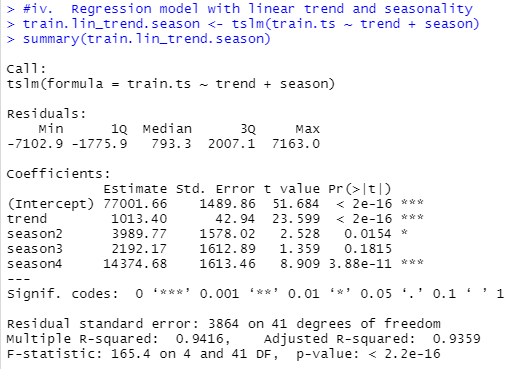 > #iv.  Regression model with linear trend and seasonality
> train.lin_trend.season <- tslm(train.ts ~ trend + season)
> summary(train.lin_trend.season)

Call:
tslm(formula = train.ts ~ trend + season)

Residuals:
    Min      1Q  Median      3Q     Max
-7102.9 -1775.9   793.3  2007.1  7163.0

Coefficients:
            Estimate Std. Error t value Pr(>|t|)
(Intercept) 77001.66    1489.86  51.684  < 2e-16 ***
trend        1013.40      42.94  23.599  < 2e-16 ***
season2      3989.77    1578.02   2.528   0.0154 *
season3      2192.17    1612.89   1.359   0.1815
season4     14374.68    1613.46   8.909 3.88e-11 ***
---
Signif. codes:  0 ‘***’ 0.001 ‘**’ 0.01 ‘*’ 0.05 ‘.’ 0.1 ‘ ’ 1

Residual standard error: 3864 on 41 degrees of freedom
Multiple R-squared:  0.9416,    Adjusted R-squared:  0.9359
F-statistic: 165.4 on 4 and 41 DF,  p-value: < 2.2e-16